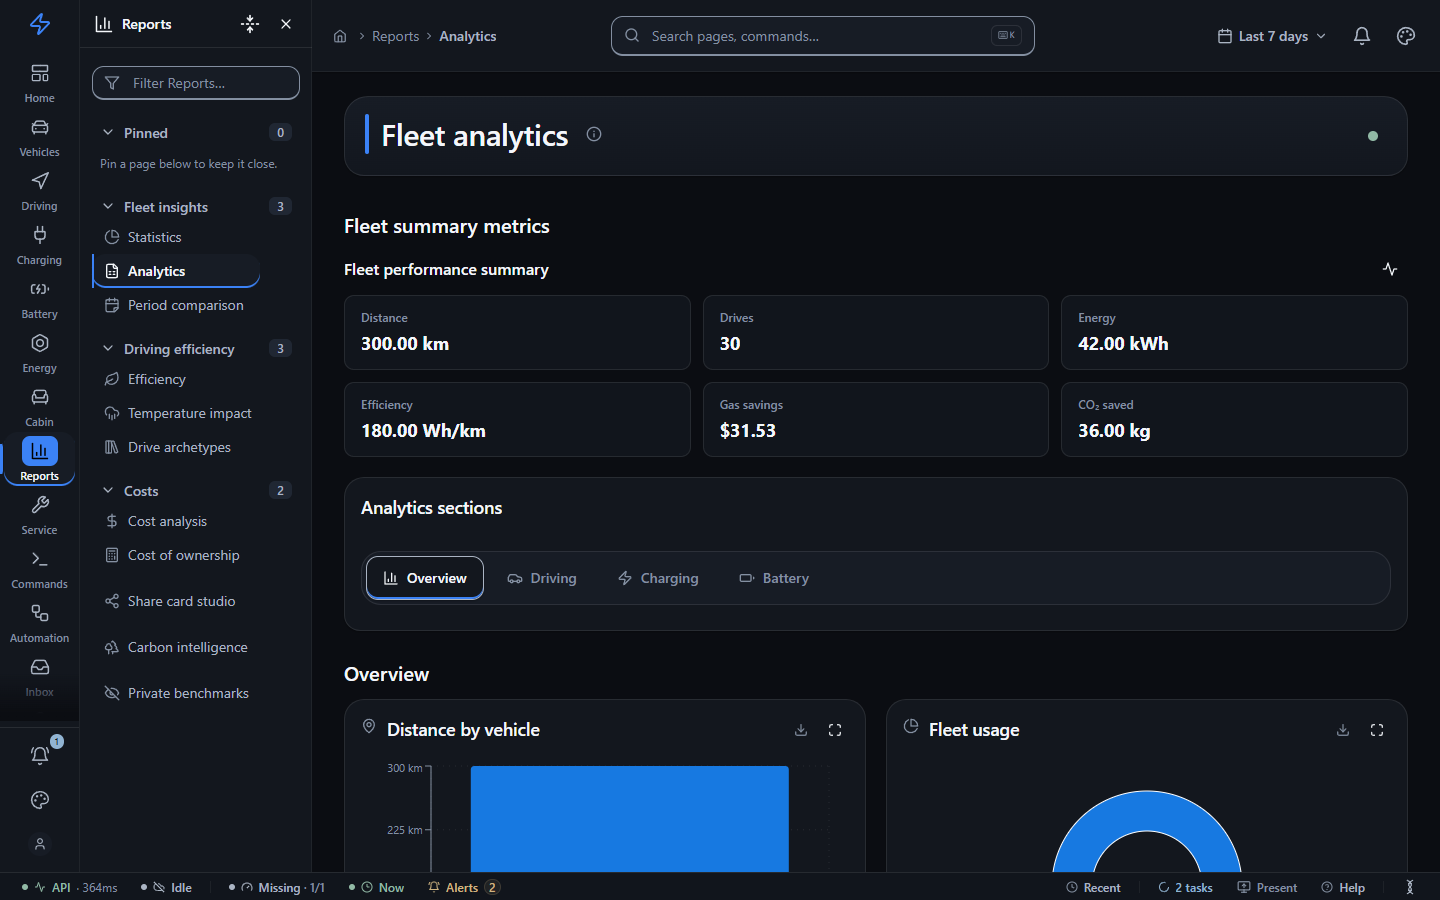 Home
Vehicles
Driving
Charging
Battery
Energy
Cabin
Reports
Service
Commands
Automation
Inbox
1
Reports
Filter Reports...
Pinned 0
Pin a page below to keep it close.
Fleet insights 3
Statistics
Analytics
Period comparison
Driving efficiency 3
Efficiency
Temperature impact
Drive archetypes
Costs 2
Cost analysis
Cost of ownership
Share card studio
Carbon intelligence
Private benchmarks
Reports > Analytics
Search pages, commands... K
Last 7 days
Fleet analytics
Fleet summary metrics
Fleet performance summary
Distance
300.00 km
Drives
30
Energy
42.00 kWh
Efficiency
180.00 Wh/km
Gas savings
$31.53
CO₂ saved
36.00 kg
Analytics sections
Overview Driving Charging Battery
Overview
Distance by vehicle
300 km
225 km
Fleet usage
API · 364ms Idle Missing · 1/1 Now Alerts 2 Recent 2 tasks Present Help